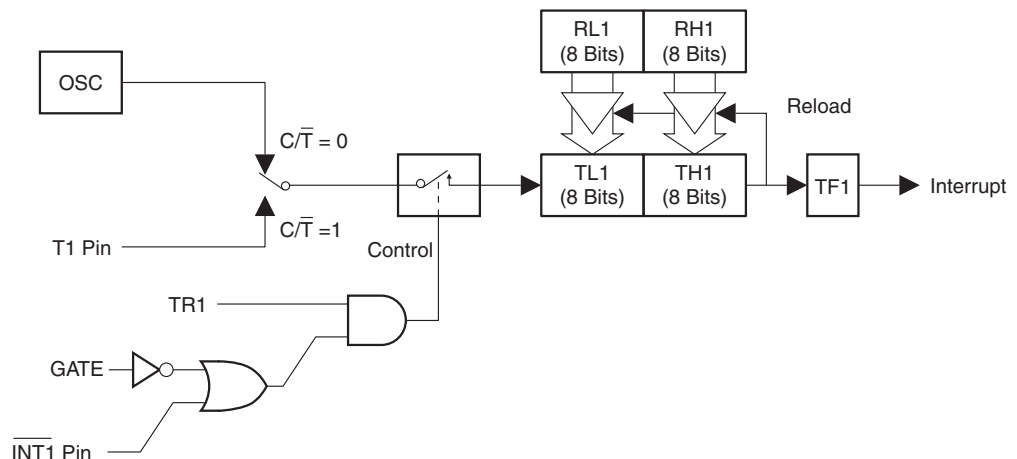 RL1
(8 Bits)
RH1
(8 Bits)
OSC
Reload
C/T̅ = 0
TL1
(8 Bits)
TH1
(8 Bits)
TF1
Interrupt
C/T̅ =1
T1 Pin
Control
TR1
GATE
I̅N̅T̅1̅ Pin